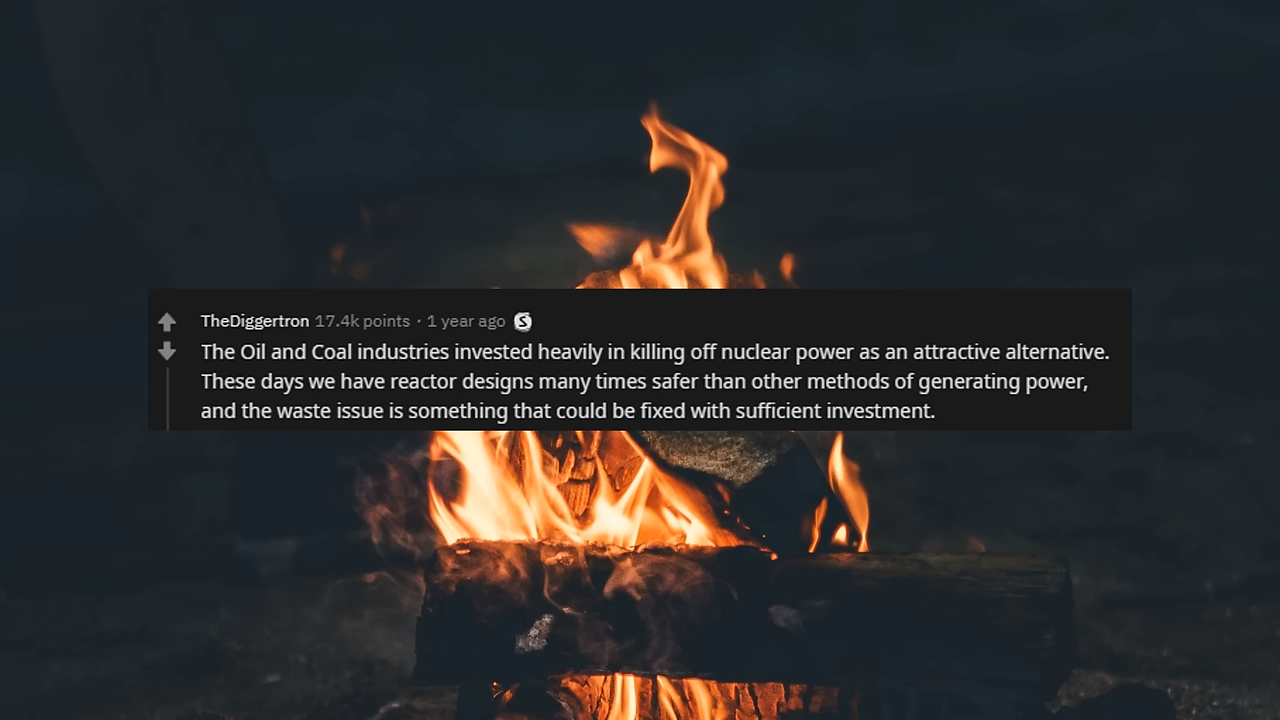 TheDiggertron 17.4k points · 1 year ago S
The Oil and Coal industries invested heavily in killing off nuclear power as an attractive alternative.
These days we have reactor designs many times safer than other methods of generating power,
and the waste issue is something that could be fixed with sufficient investment.